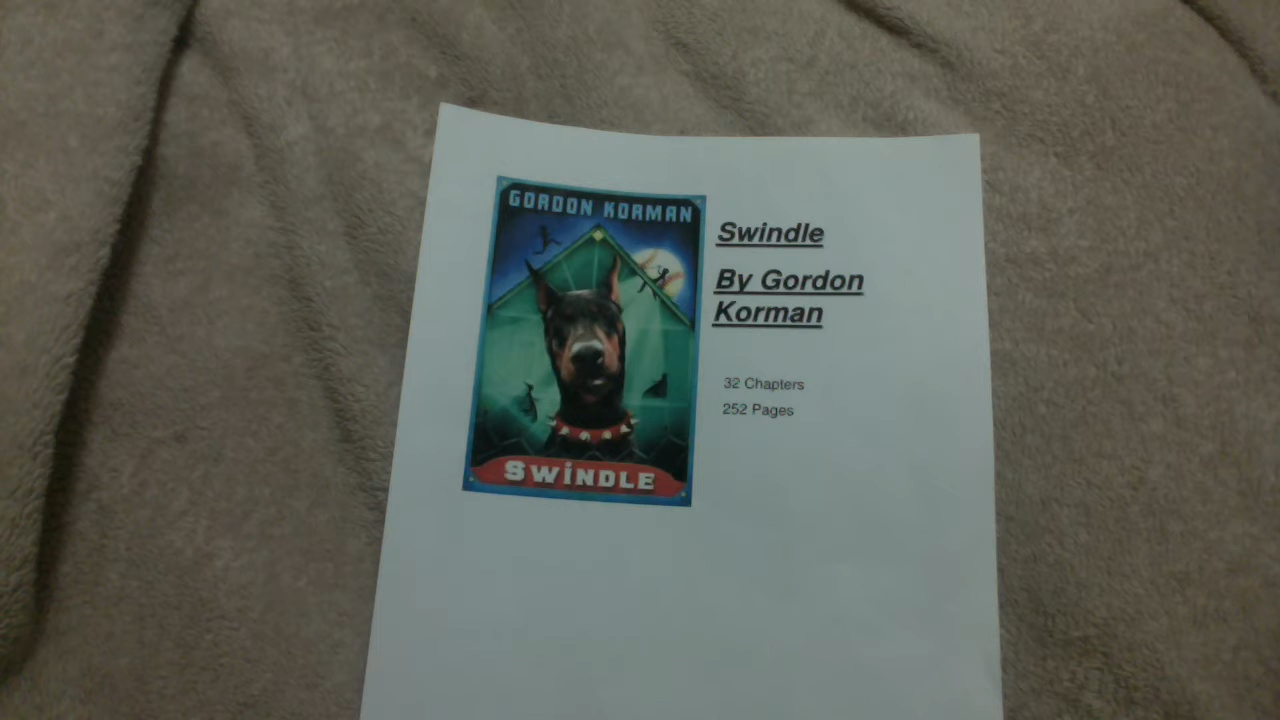 GORDON KORMAN
SWiNDLE
Swindle
By Gordon
Korman
32 Chapters
252 Pages